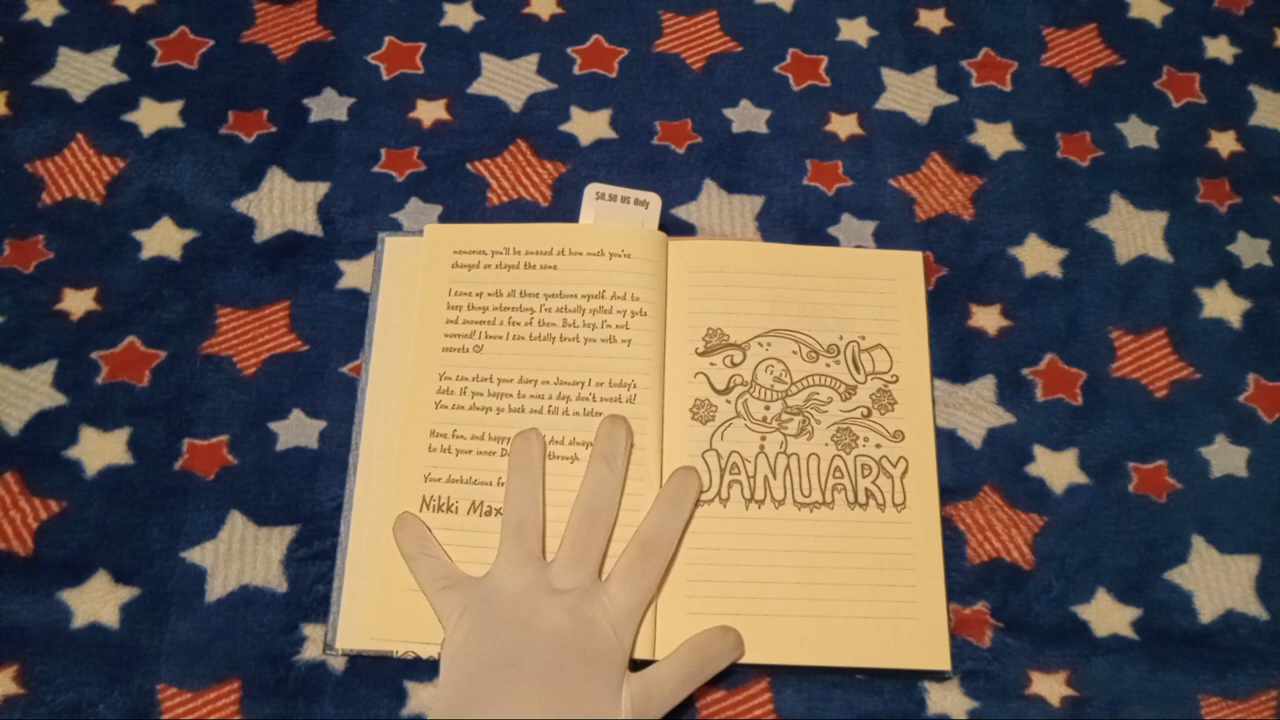 $0.50 US Only
memories, you'll be amazed at how much you've
changed or stayed the same.
I came up with all these questions myself. And to
keep things interesting, I've actually spilled my guts
and answered a few of them. But, hey, I'm not
worried! I know I can totally trust you with my
secrets ☺!
You can start your diary on January 1 or today's
date. If you happen to miss a day, don't sweat it!
You can always go back and fill it in later.
Have fun, and happy And always
to let your inner through.
Your dorkalicious
Nikki Max
JANUARY